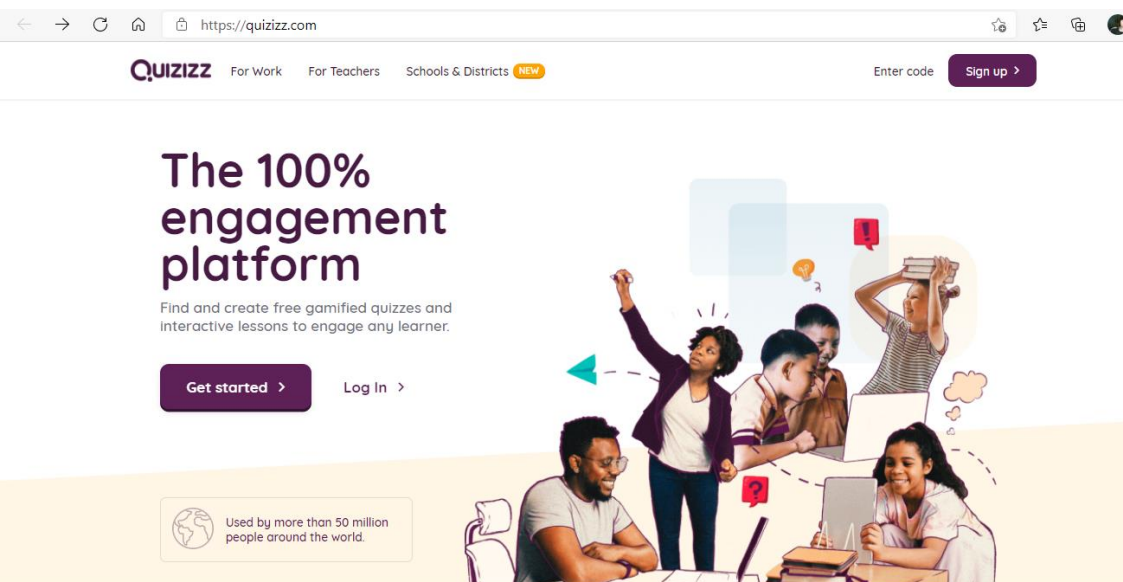 https://quizizz.com
QUIZIZZ For Work For Teachers Schools & Districts NEW Enter code Sign up >
The 100%
engagement
platform
Find and create free gamified quizzes and
interactive lessons to engage any learner.
Get started > Log In >
Used by more than 50 million
people around the world.